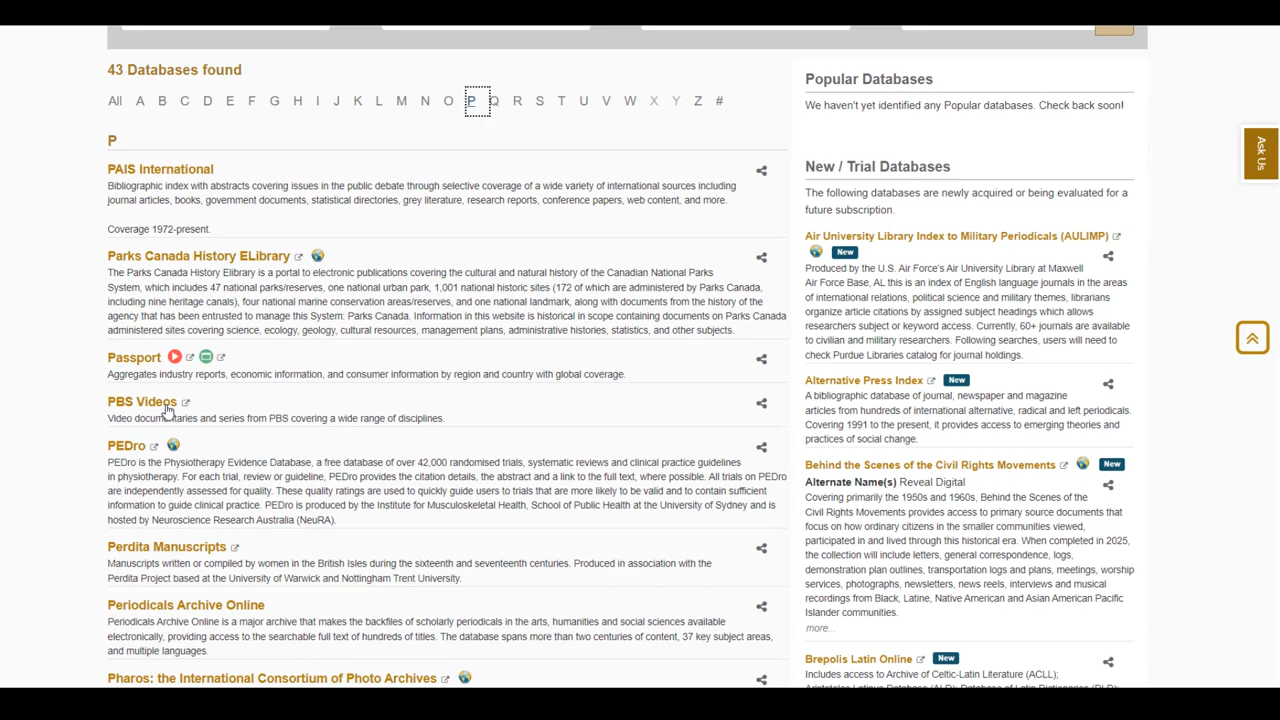 43 Databases found
All A B C D E F G H I J K L M N O P Q R S T U V W X Y Z #
P
PAIS International
Bibliographic index with abstracts covering issues in the public debate through selective coverage of a wide variety of international sources including
journal articles, books, government documents, statistical directories, grey literature, research reports, conference papers, web content, and more.
Coverage 1972-present.
Parks Canada History ELibrary
The Parks Canada History Elibrary is a portal to electronic publications covering the cultural and natural history of the Canadian National Parks
System, which includes 47 national parks/reserves, one national urban park, 1,001 national historic sites (172 of which are administered by Parks Canada,
including nine heritage canals), four national marine conservation areas/reserves, and one national landmark, along with documents from the history of the
agency that has been entrusted to manage this System: Parks Canada. Information in this website is historical in scope containing documents on Parks Canada
administered sites covering science, ecology, geology, cultural resources, management plans, administrative histories, statistics, and other subjects.
Passport
Aggregates industry reports, economic information, and consumer information by region and country with global coverage.
PBS Videos
Video documentaries and series from PBS covering a wide range of disciplines.
PEDro
PEDro is the Physiotherapy Evidence Database, a free database of over 42,000 randomised trials, systematic reviews and clinical practice guidelines
in physiotherapy. For each trial, review or guideline, PEDro provides the citation details, the abstract and a link to the full text, where possible. All trials on PEDro
are independently assessed for quality. These quality ratings are used to quickly guide users to trials that are more likely to be valid and to contain sufficient
information to guide clinical practice. PEDro is produced by the Institute for Musculoskeletal Health, School of Public Health at the University of Sydney and is
hosted by Neuroscience Research Australia (NeuRA).
Perdita Manuscripts
Manuscripts written or compiled by women in the British Isles during the sixteenth and seventeenth centuries. Produced in association with the
Perdita Project based at the University of Warwick and Nottingham Trent University.
Periodicals Archive Online
Periodicals Archive Online is a major archive that makes the backfiles of scholarly periodicals in the arts, humanities and social sciences available
electronically, providing access to the searchable full text of hundreds of titles. The database spans more than two centuries of content, 37 key subject areas,
and multiple languages.
Pharos: the International Consortium of Photo Archives
Popular Databases
We haven't yet identified any Popular databases. Check back soon!
New / Trial Databases
The following databases are newly acquired or being evaluated for a
future subscription.
Air University Library Index to Military Periodicals (AULIMP)
New
Produced by the U.S. Air Force's Air University Library at Maxwell
Air Force Base, AL this is an index of English language journals in the areas
of international relations, political science and military themes, librarians
organize article citations by assigned subject headings which allows
researchers subject or keyword access. Currently, 60+ journals are available
to civilian and military researchers. Following searches, users will need to
check Purdue Libraries catalog for journal holdings.
Alternative Press Index New
A bibliographic database of journal, newspaper and magazine
articles from hundreds of international alternative, radical and left periodicals.
Covering 1991 to the present, it provides access to emerging theories and
practices of social change.
Behind the Scenes of the Civil Rights Movements New
Alternate Name(s) Reveal Digital
Covering primarily the 1950s and 1960s, Behind the Scenes of the
Civil Rights Movements provides access to primary source documents that
focus on how ordinary citizens in the smaller communities viewed,
participated in and lived through this historical era. When completed in 2025,
the collection will include letters, general correspondence, logs,
demonstration plan outlines, transportation logs and plans, meetings, worship
services, photographs, newsletters, news reels, interviews and musical
recordings from Black, Latine, Native American and Asian American Pacific
Islander communities.
more...
Brepolis Latin Online New
Includes access to Archive of Celtic-Latin Literature (ACLL);
Aristoteles Latinus Database (ALD); Database of Latin Dictionaries (DLD);
Ask Us